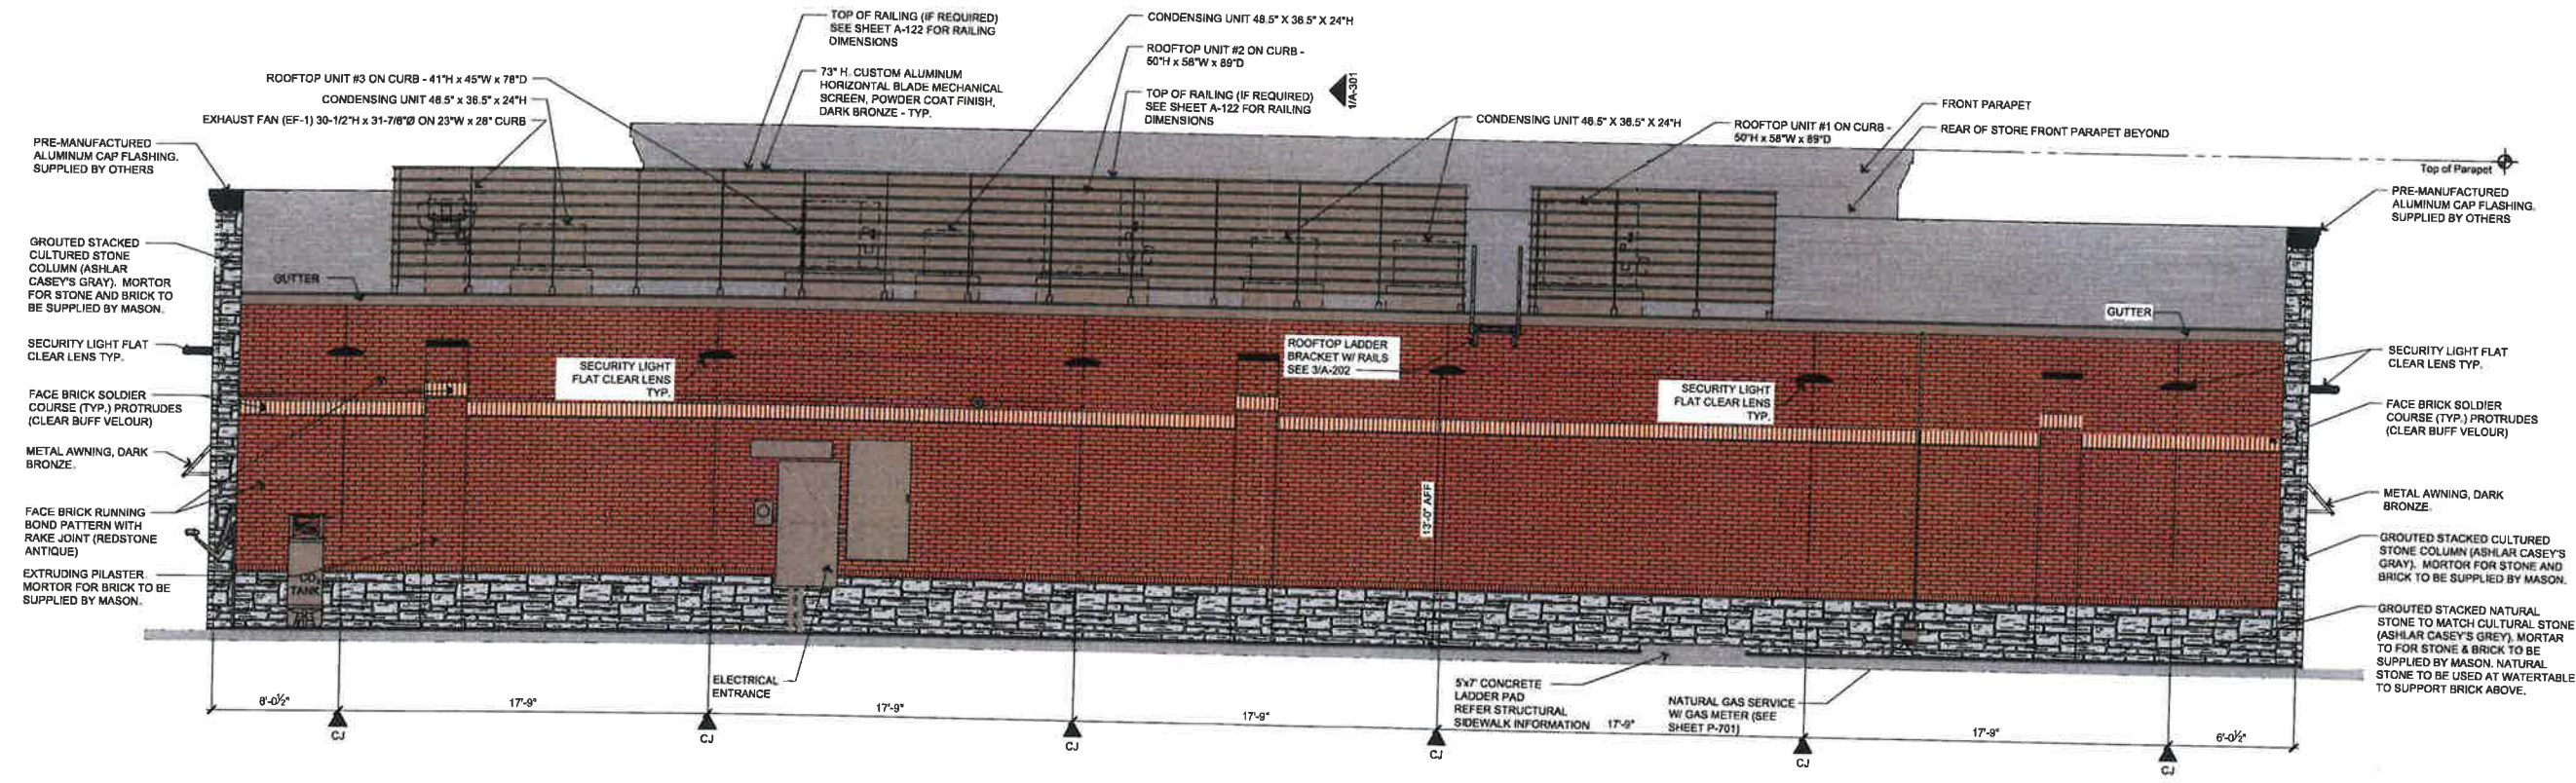 TOP OF RAILING (IF REQUIRED)
SEE SHEET A-122 FOR RAILING
DIMENSIONS
73" H. CUSTOM ALUMINUM
HORIZONTAL BLADE MECHANICAL
SCREEN, POWDER COAT FINISH,
DARK BRONZE - TYP.
CONDENSING UNIT 48.5" X 36.5" X 24"H
ROOFTOP UNIT #2 ON CURB -
50"H x 58"W x 89"D
TOP OF RAILING (IF REQUIRED)
SEE SHEET A-122 FOR RAILING
DIMENSIONS
1/A-301
CONDENSING UNIT 46.5" X 36.5" X 24"H
ROOFTOP UNIT #1 ON CURB -
50"H x 58"W x 89"D
FRONT PARAPET
REAR OF STORE FRONT PARAPET BEYOND
Top of Parapet
ROOFTOP UNIT #3 ON CURB - 41"H x 45"W x 78"D
CONDENSING UNIT 46.5" x 36.5" x 24"H
EXHAUST FAN (EF-1) 30-1/2"H x 31-7/8"Ø ON 23"W x 28" CURB
PRE-MANUFACTURED
ALUMINUM CAP FLASHING.
SUPPLIED BY OTHERS
GROUTED STACKED
CULTURED STONE
COLUMN (ASHLAR
CASEY'S GRAY). MORTOR
FOR STONE AND BRICK TO
BE SUPPLIED BY MASON.
GUTTER
SECURITY LIGHT FLAT
CLEAR LENS TYP.
FACE BRICK SOLDIER
COURSE (TYP.) PROTRUDES
(CLEAR BUFF VELOUR)
METAL AWNING, DARK
BRONZE.
FACE BRICK RUNNING
BOND PATTERN WITH
RAKE JOINT (REDSTONE
ANTIQUE)
EXTRUDING PILASTER.
MORTOR FOR BRICK TO BE
SUPPLIED BY MASON.
CO₂
TANK
SECURITY LIGHT
FLAT CLEAR LENS
TYP.
ROOFTOP LADDER
BRACKET W/ RAILS
SEE 3/A-202
SECURITY LIGHT
FLAT CLEAR LENS
TYP.
13'-0" AFF
GUTTER
PRE-MANUFACTURED
ALUMINUM CAP FLASHING.
SUPPLIED BY OTHERS
SECURITY LIGHT FLAT
CLEAR LENS TYP.
FACE BRICK SOLDIER
COURSE (TYP.) PROTRUDES
(CLEAR BUFF VELOUR)
METAL AWNING, DARK
BRONZE.
GROUTED STACKED CULTURED
STONE COLUMN (ASHLAR CASEY'S
GRAY). MORTOR FOR STONE AND
BRICK TO BE SUPPLIED BY MASON.
GROUTED STACKED NATURAL
STONE TO MATCH CULTURAL STONE
(ASHLAR CASEY'S GREY). MORTAR
TO FOR STONE & BRICK TO BE
SUPPLIED BY MASON. NATURAL
STONE TO BE USED AT WATERTABLE
TO SUPPORT BRICK ABOVE.
ELECTRICAL
ENTRANCE
5'x7' CONCRETE
LADDER PAD
REFER STRUCTURAL
SIDEWALK INFORMATION
NATURAL GAS SERVICE
W/ GAS METER (SEE
SHEET P-701)
17'-9"
17'-9"
17'-9"
17'-9"
17'-9"
6'-0½"
CJ
CJ
CJ
CJ
CJ
CJ